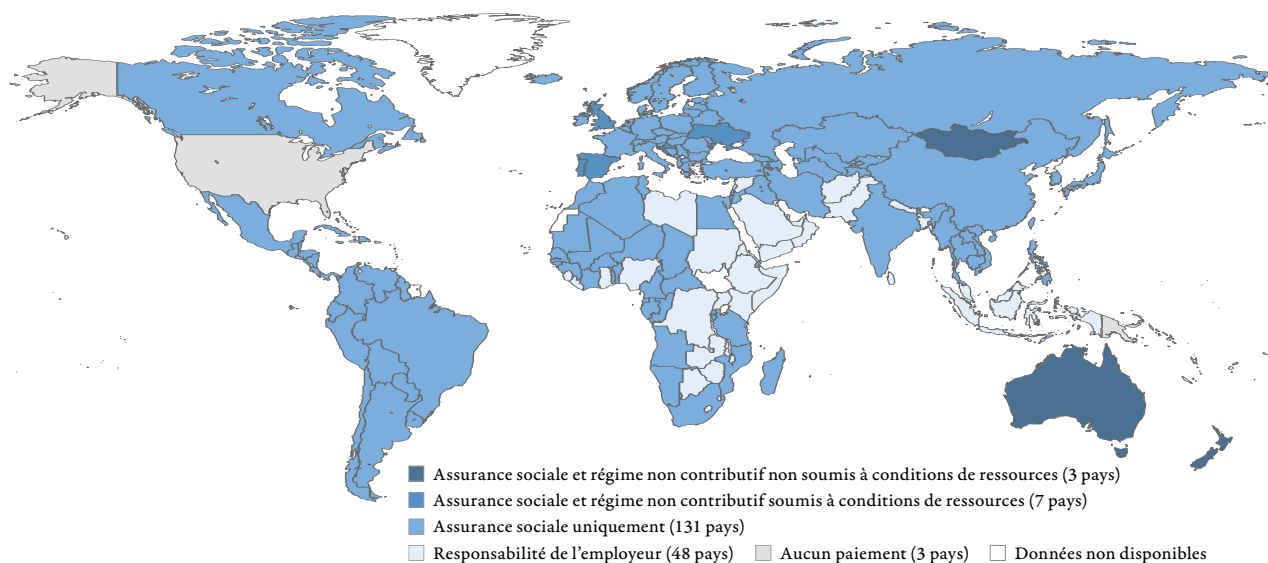 Assurance sociale et régime non contributif non soumis à conditions de ressources (3 pays)
Assurance sociale et régime non contributif soumis à conditions de ressources (7 pays)
Assurance sociale uniquement (131 pays)
Responsabilité de l’employeur (48 pays) Aucun paiement (3 pays) Données non disponibles